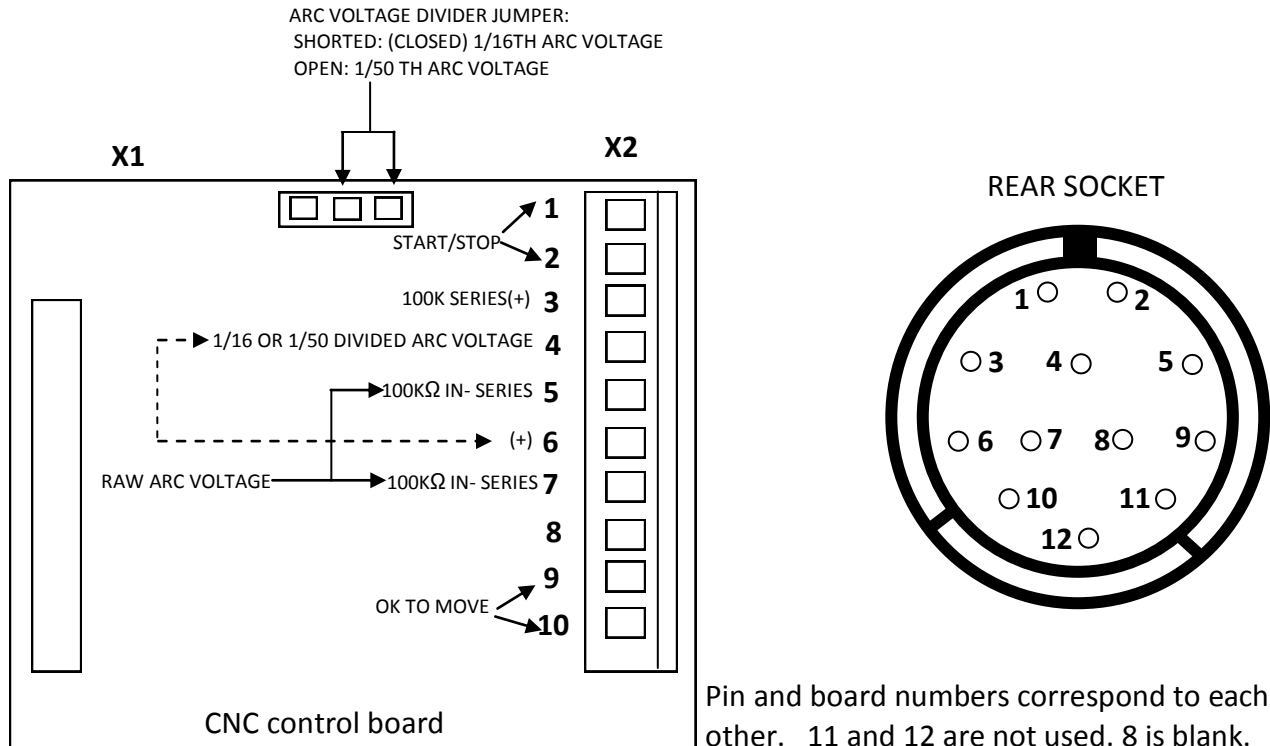 ARC VOLTAGE DIVIDER JUMPER:
SHORTED: (CLOSED) 1/16TH ARC VOLTAGE
OPEN: 1/50 TH ARC VOLTAGE
X1
X2
START/STOP
1
2
100K SERIES(+) 3
1/16 OR 1/50 DIVIDED ARC VOLTAGE 4
100KΩ IN- SERIES 5
(+) 6
RAW ARC VOLTAGE
100KΩ IN- SERIES 7
8
9
OK TO MOVE
10
CNC control board
REAR SOCKET
1 2
3 4 5
6 7 8 9
10 11
12
Pin and board numbers correspond to each
other. 11 and 12 are not used. 8 is blank.